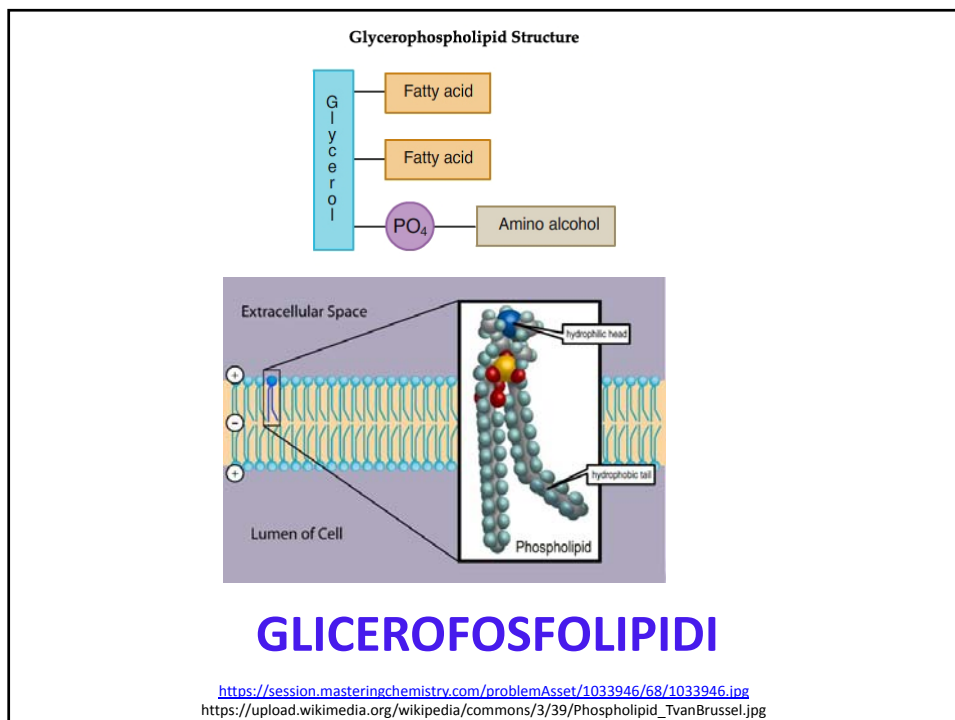 Glycerophospholipid Structure
Glycerol
Fatty acid
Fatty acid
PO₄
Amino alcohol
Extracellular Space
hydrophilic head
+
−
+
hydrophobic tail
Lumen of Cell
Phospholipid
GLICEROFOSFOLIPIDI
https://session.masteringchemistry.com/problemAsset/1033946/68/1033946.jpg
https://upload.wikimedia.org/wikipedia/commons/3/39/Phospholipid_TvanBrussel.jpg